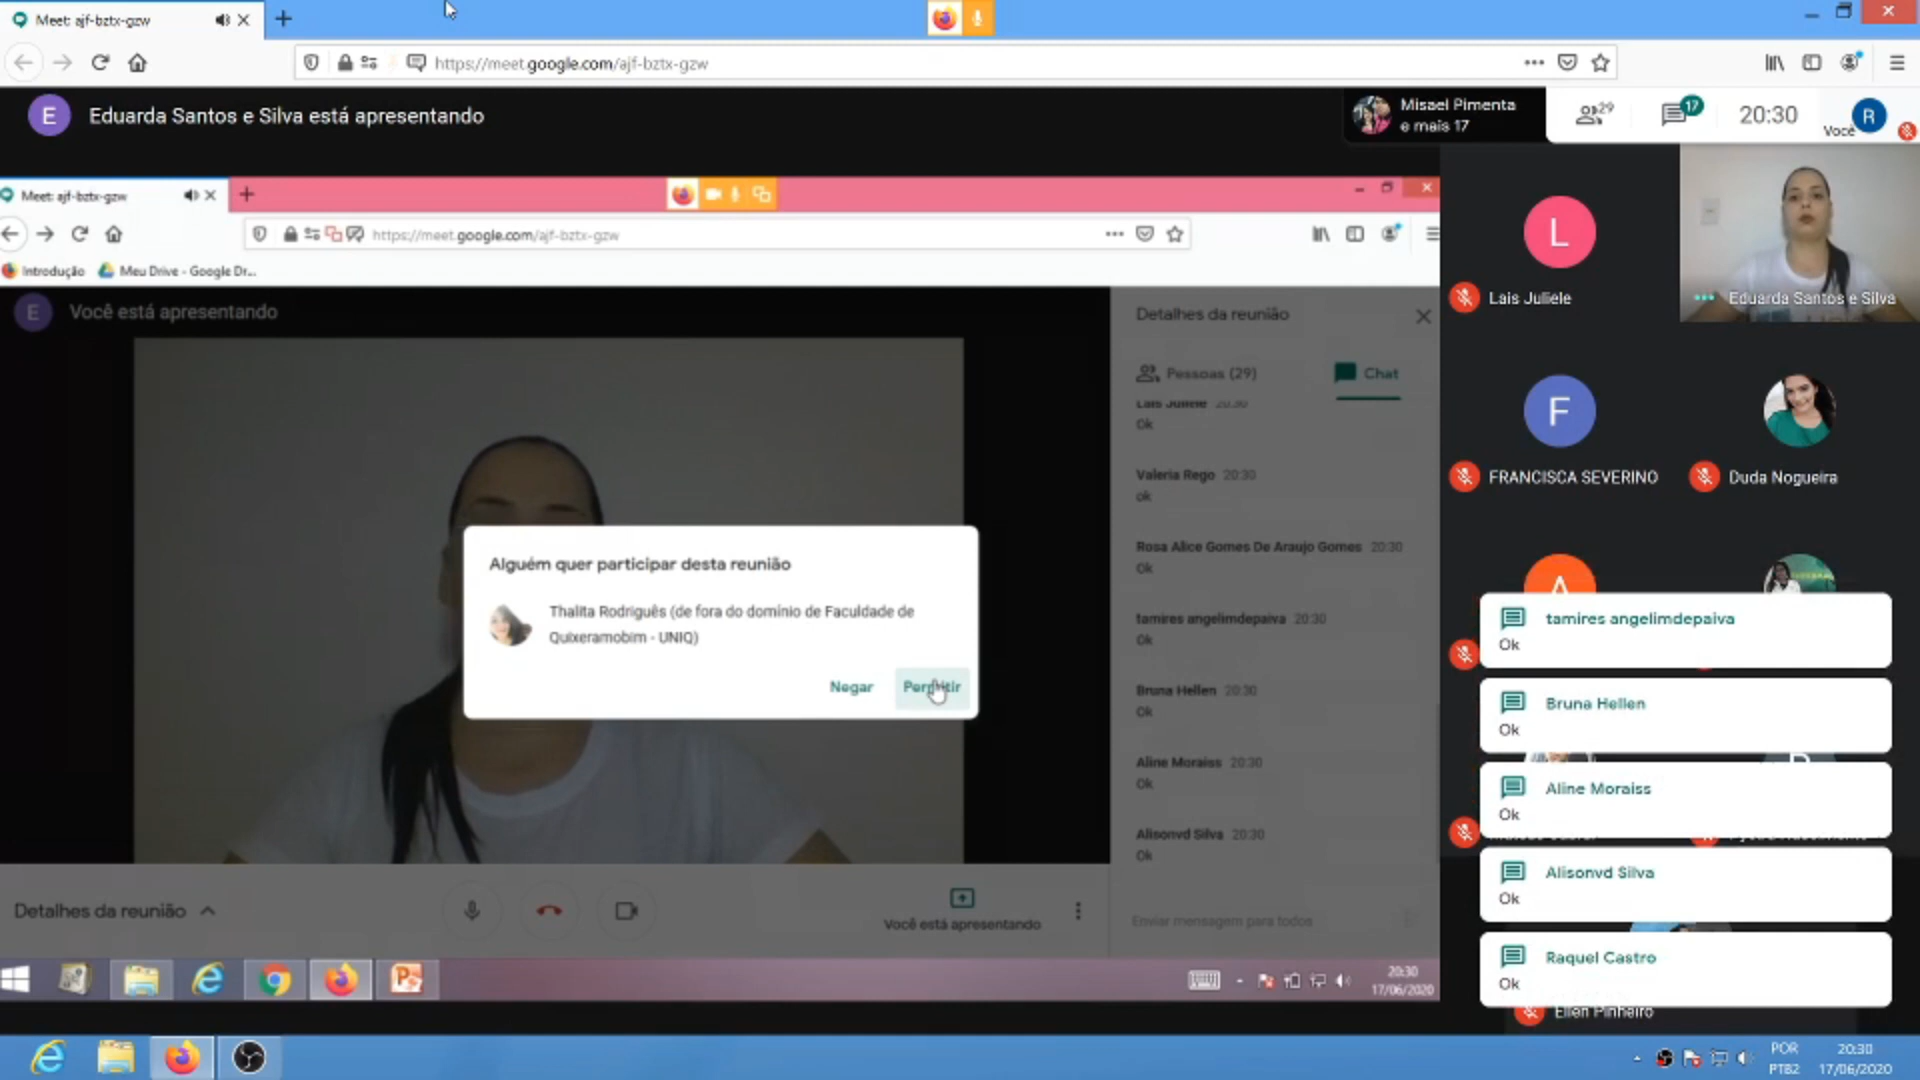 Meet: ajf-bztx-gzw
https://meet.google.com/ajf-bztx-gzw
E
Eduarda Santos e Silva está apresentando
Misael Pimenta
e mais 17
29
17
20:30
Você
R
Meet: ajf-bztx-gzw
https://meet.google.com/ajf-bztx-gzw
Introdução
Meu Drive - Google Dr...
E
Você está apresentando
Detalhes da reunião
Pessoas (29)
Chat
Lais Juliele 20:30
Ok
Valeria Rego 20:30
ok
Rosa Alice Gomes De Araujo Gomes 20:30
Ok
tamires angelimdepaiva 20:30
Ok
Bruna Hellen 20:30
Ok
Aline Moraiss 20:30
Ok
Alisonvd Silva 20:30
Ok
Enviar mensagem para todos
Alguém quer participar desta reunião
Thalita Rodriguês (de fora do domínio de Faculdade de
Quixeramobim - UNIQ)
Negar
Permitir
Detalhes da reunião
Você está apresentando
20:30
17/06/2020
L
Lais Juliele
Eduarda Santos e Silva
F
FRANCISCA SEVERINO
Duda Nogueira
A
tamires angelimdepaiva
Ok
Bruna Hellen
Ok
Aline Moraiss
Ok
Alisonvd Silva
Ok
Raquel Castro
Ok
Ellen Pinheiro
POR
PTB2
20:30
17/06/2020